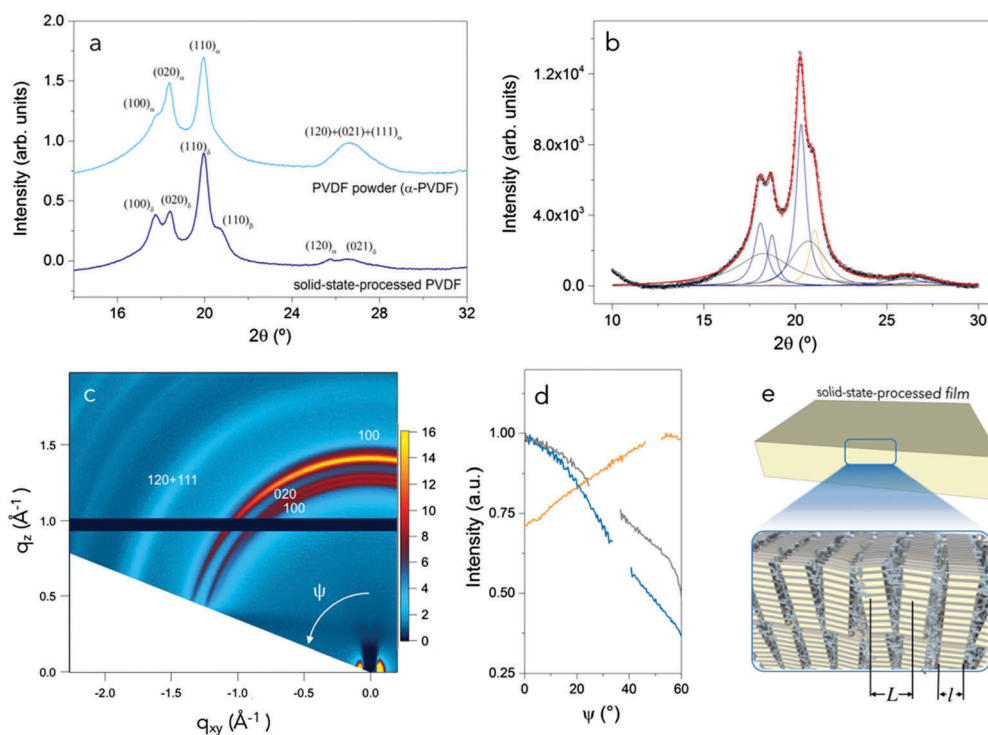 a
2.0
1.5
1.0
0.5
0.0
Intensity (arb. units)
(100)α
(020)α
(110)α
(120)+(021)+(111)α
PVDF powder (α-PVDF)
(100)δ
(020)δ
(110)δ
(110)β
(120)α
(021)δ
solid-state-processed PVDF
16 20 24 28 32
2θ (º)
b
1.2x10⁴
8.0x10³
4.0x10³
0.0
Intensity (arb. units)
10 15 20 25 30
2θ (º)
c
1.5
1.0
0.5
0.0
qz (Å⁻¹)
100
020
100
120+111
ψ
16
14
12
10
8
6
4
2
0
-2.0 -1.0 0.0
qxy (Å⁻¹)
d
1.00
0.75
0.50
0.25
Intensity (a.u.)
0 20 40 60
ψ (°)
e
solid-state-processed film
L
l